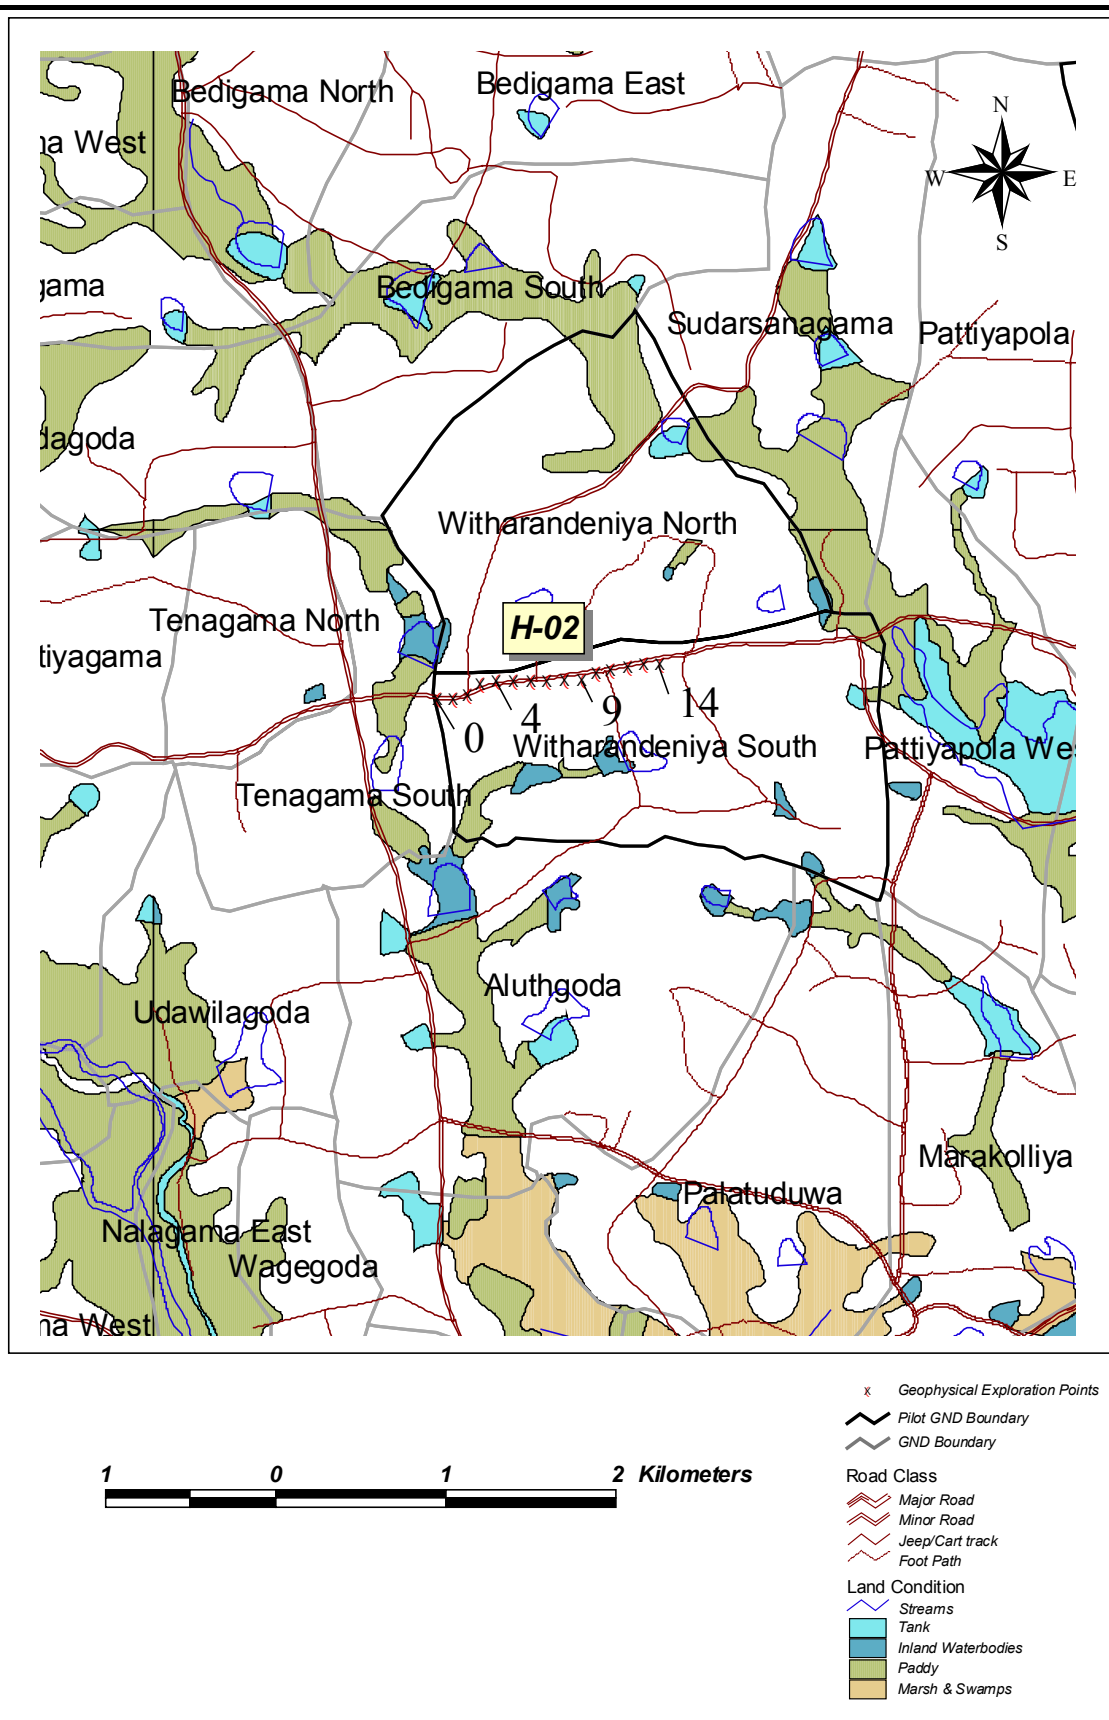 Bedigama North
Bedigama East
na West
N
W
E
S
gama
Bedigama South
Sudarsanagama
Pattiyapola
dagoda
Witharandeniya North
Tenagama North
H-02
tiyagama
0
4
9
14
Witharandeniya South
Pattiyapola We
Tenagama South
Aluthgoda
Udawilagoda
Marakolliya
Palatuduwa
Nalagama East
Wagegoda
na West
Geophysical Exploration Points
Pilot GND Boundary
GND Boundary
1 0 1 2 Kilometers
Road Class
Major Road
Minor Road
Jeep/Cart track
Foot Path
Land Condition
Streams
Tank
Inland Waterbodies
Paddy
Marsh & Swamps